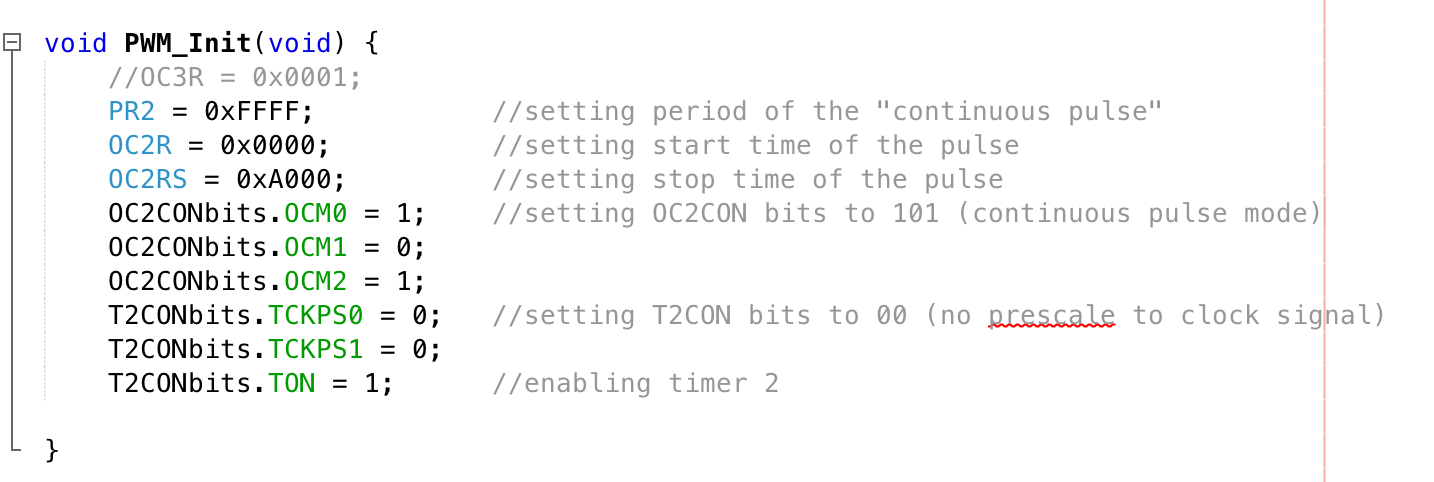 void PWM_Init(void) {
//OC3R = 0x0001;
PR2 = 0xFFFF; //setting period of the "continuous pulse"
OC2R = 0x0000; //setting start time of the pulse
OC2RS = 0xA000; //setting stop time of the pulse
OC2CONbits.OCM0 = 1; //setting OC2CON bits to 101 (continuous pulse mode)
OC2CONbits.OCM1 = 0;
OC2CONbits.OCM2 = 1;
T2CONbits.TCKPS0 = 0; //setting T2CON bits to 00 (no prescale to clock signal)
T2CONbits.TCKPS1 = 0;
T2CONbits.TON = 1; //enabling timer 2
}